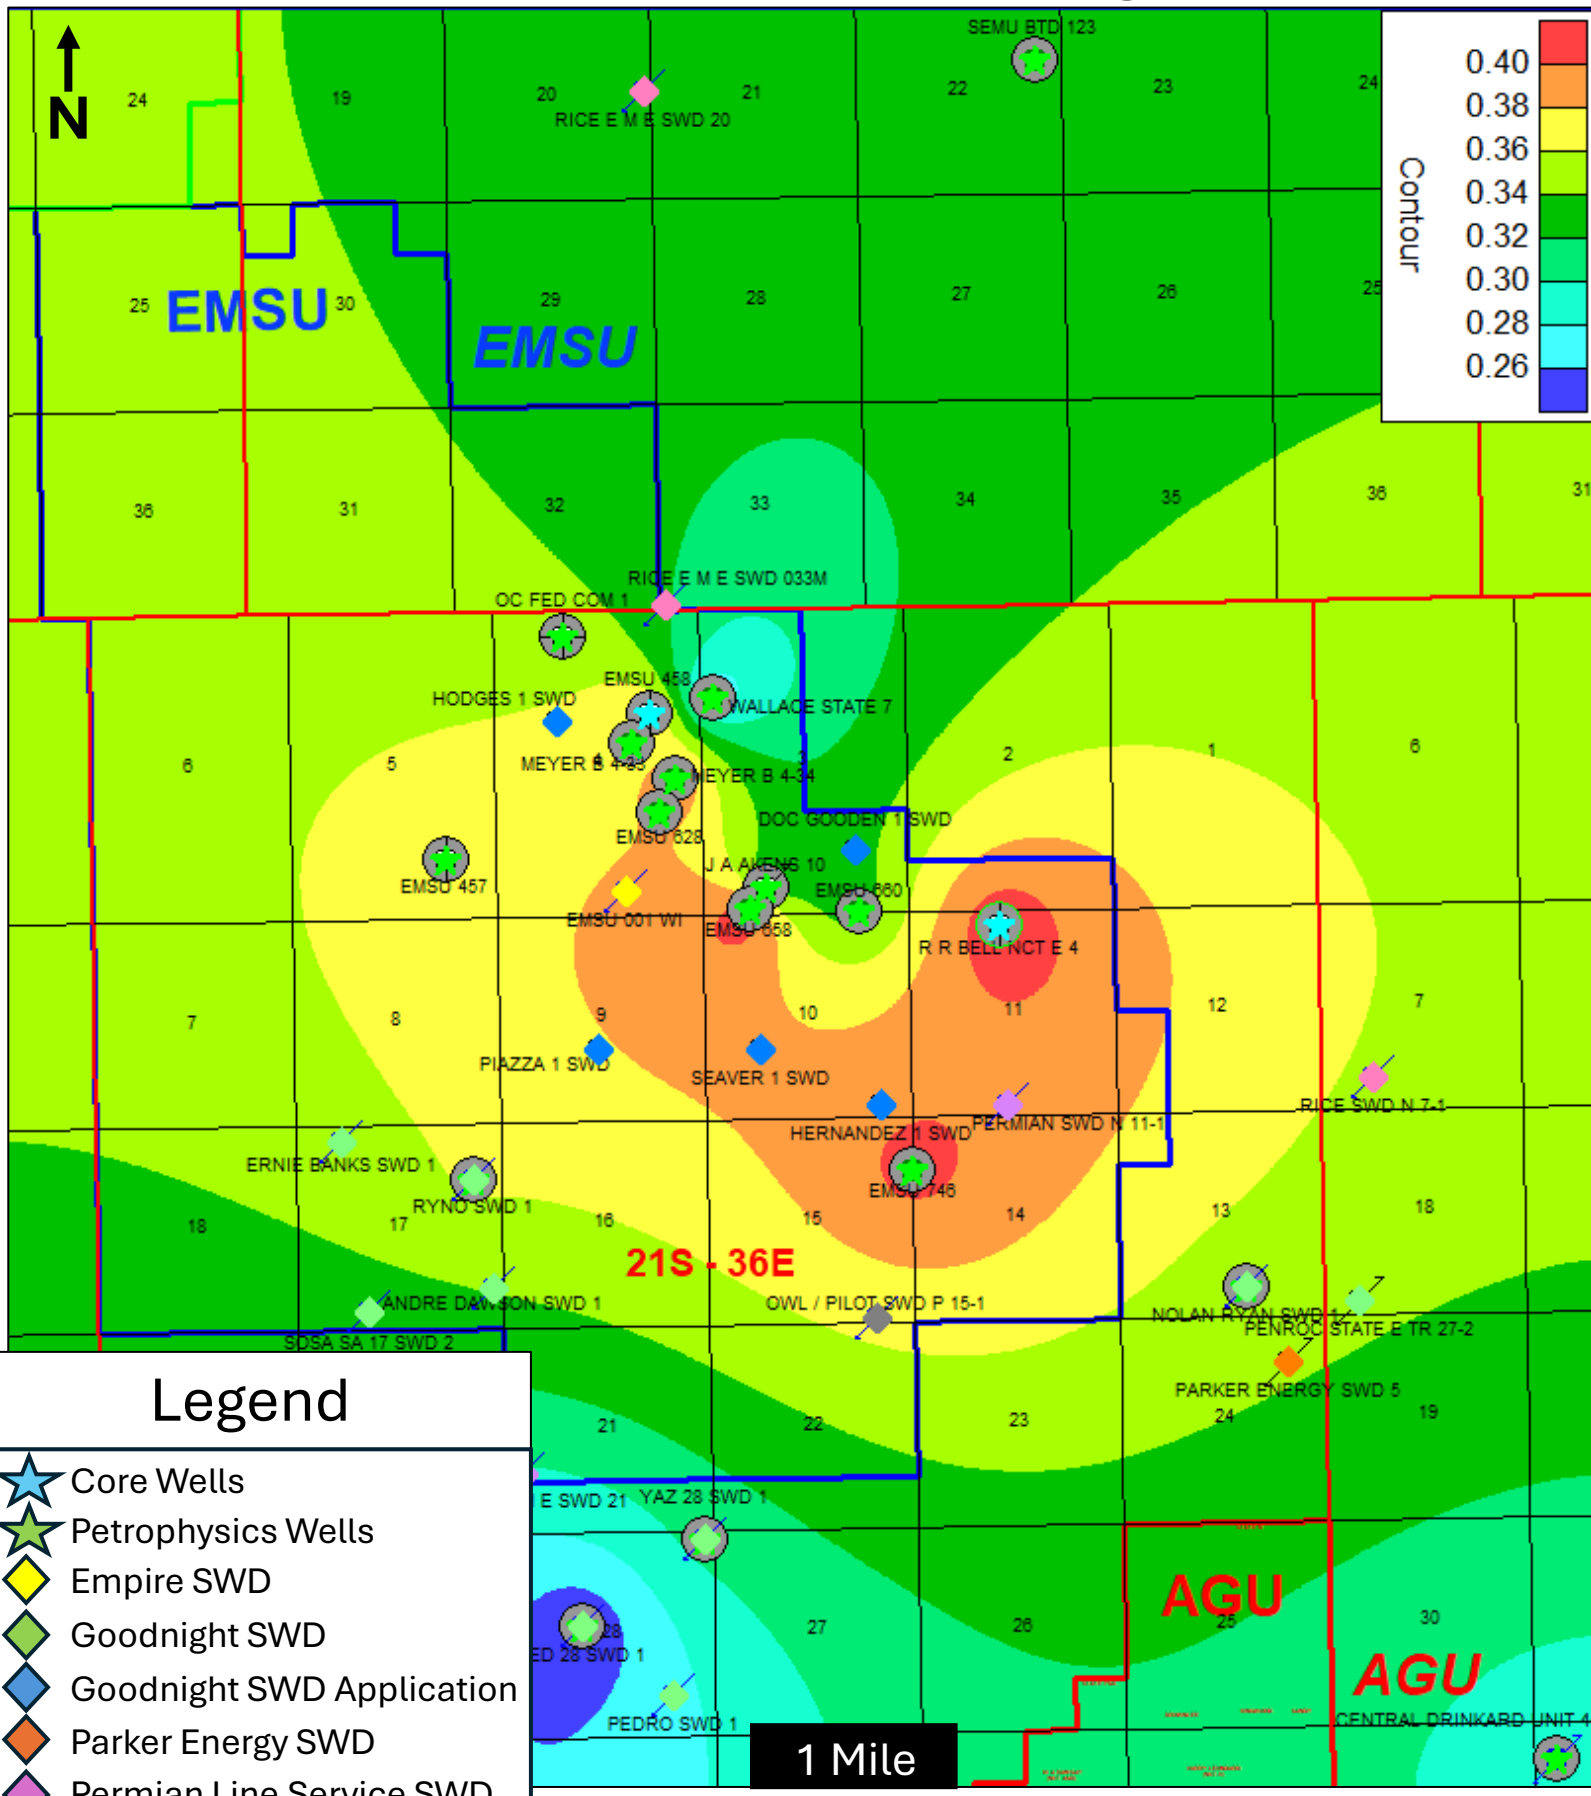 SEMU BTD 123
N
24
19
20
21
22
23
24
RICE E M E SWD 20
0.40
0.38
0.36
0.34
0.32
0.30
0.28
0.26
Contour
25
EMSU
30
29
EMSU
28
27
26
25
36
31
32
33
34
35
36
31
RICE E M E SWD 033M
OC FED COM 1
EMSU 458
HODGES 1 SWD
WALLACE STATE 7
6
5
MEYER B 4-23
MEYER B 4-34
2
1
6
EMSU 628
DOC GOODEN 1 SWD
J A AKENS 10
EMSU 457
EMSU 660
EMSU 001 WI
EMSU 658
R R BELL NCT E 4
7
8
9
10
11
12
7
PIAZZA 1 SWD
SEAVER 1 SWD
RICE SWD N 7-1
HERNANDEZ 1 SWD
PERMIAN SWD N 11-1
ERNIE BANKS SWD 1
RYNO SWD 1
EMSU 746
18
17
16
15
14
13
18
21S - 36E
ANDRE DAWSON SWD 1
OWL / PILOT SWD P 15-1
NOLAN RYAN SWD 1
PENROC STATE E TR 27-2
SOSA SA 17 SWD 2
PARKER ENERGY SWD 5
21
22
23
24
19
E SWD 21
YAZ 28 SWD 1
AGU
28
27
26
25
30
ED 28 SWD 1
AGU
PEDRO SWD 1
CENTRAL DRINKARD UNIT 4
1 Mile
Legend
Core Wells
Petrophysics Wells
Empire SWD
Goodnight SWD
Goodnight SWD Application
Parker Energy SWD
Permian Line Service SWD